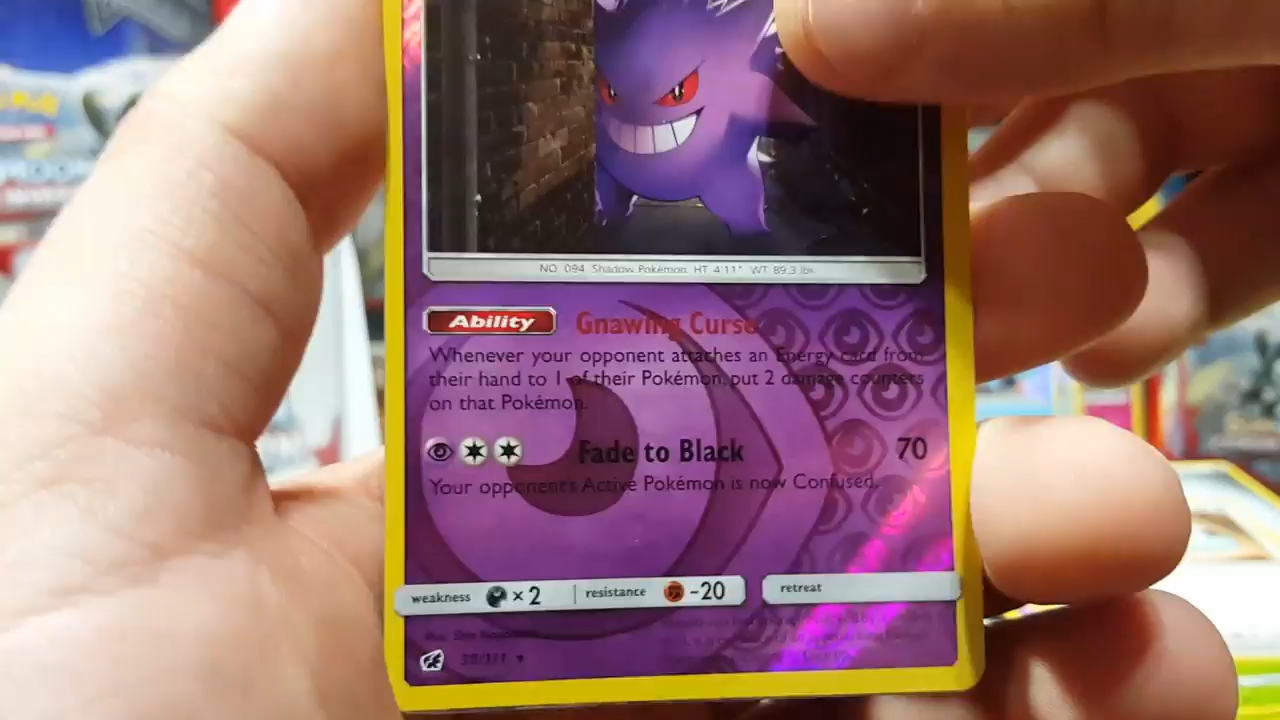 NO. 094 Shadow Pokémon HT 4'11" WT 89.3 lbs.
Ability Gnawing Curse
Whenever your opponent attaches an Energy card from
their hand to 1 of their Pokémon, put 2 damage counters
on that Pokémon.
Fade to Black 70
Your opponent's Active Pokémon is now Confused.
weakness ×2 resistance -20 retreat
38/111